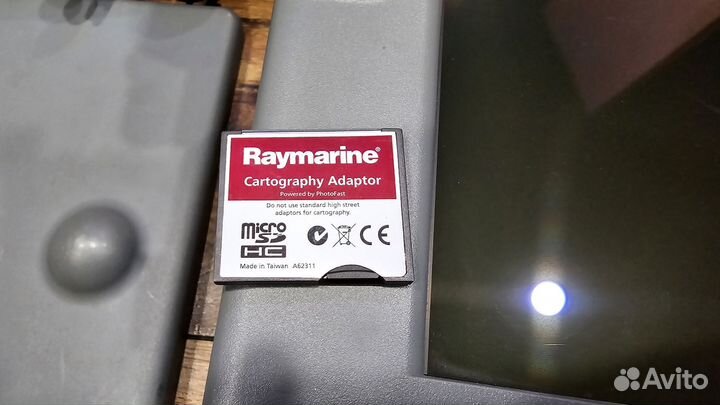 Raymarine®
Cartography Adaptor
Powered by PhotoFast
Do not use standard high street
adaptors for cartography.
micro
SD
HC
CE
Made in Taiwan A62311
Avito